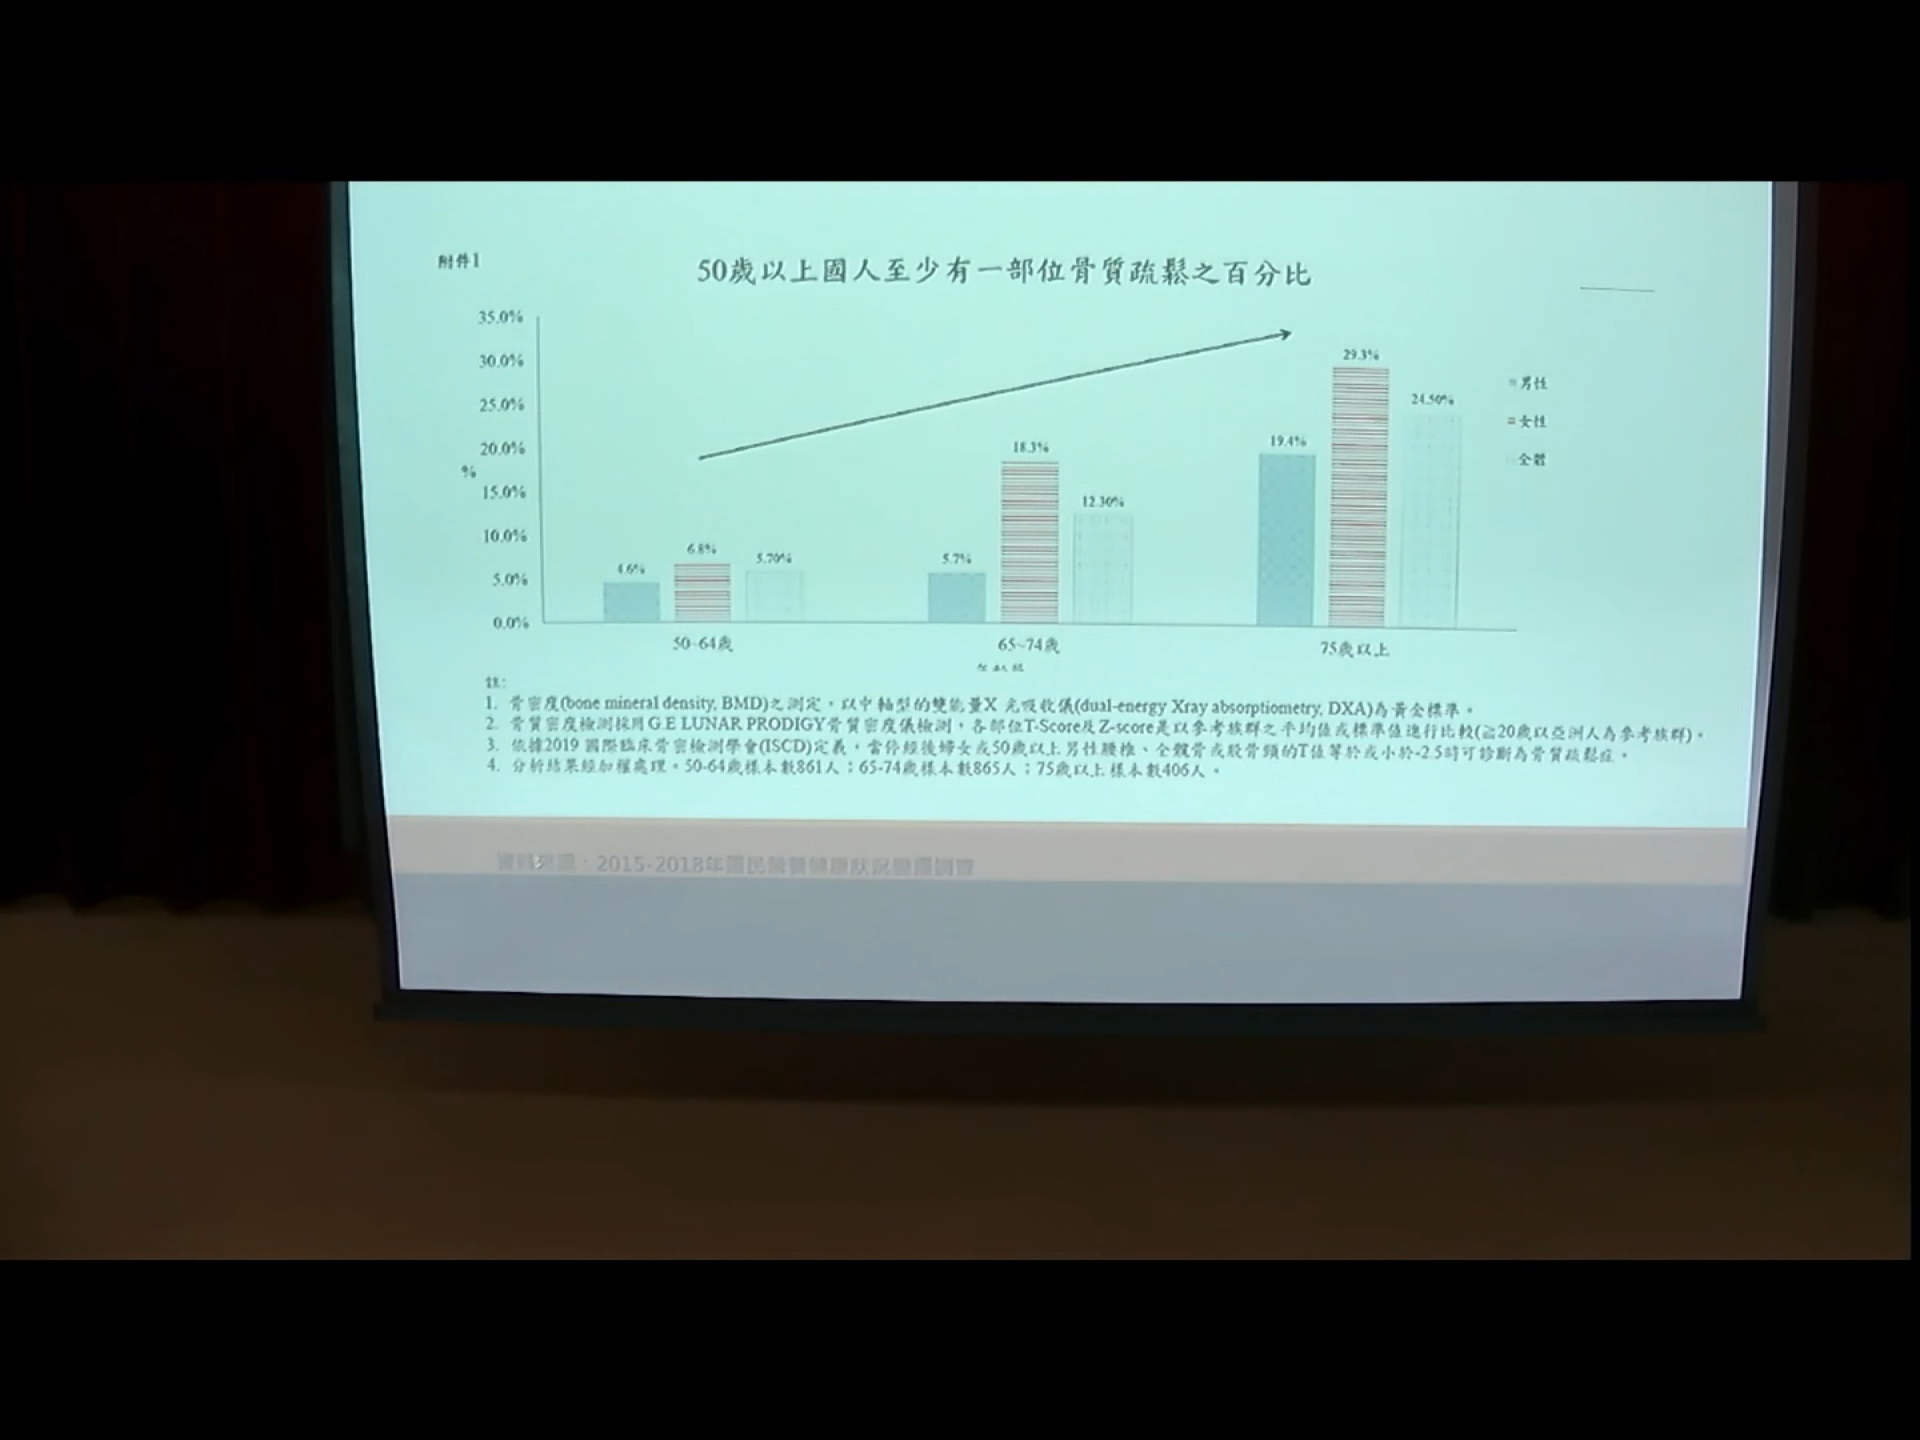 附件1
50歲以上國人至少有一部位骨質疏鬆之百分比
35.0%
30.0%
25.0%
20.0%
%
15.0%
10.0%
5.0%
0.0%
4.6%
6.8%
5.70%
5.7%
18.3%
12.30%
19.4%
29.3%
24.50%
男性
女性
全體
50~64歲
65~74歲
75歲以上
註:
1. 骨密度(bone mineral density, BMD)之測定，以中軸型的雙能量X 光吸收儀(dual-energy Xray absorptiometry, DXA)為黃金標準。
2. 骨質密度檢測採用G.E LUNAR PRODIGY骨質密度儀檢測，各部位T-Score及Z-score是以參考族群之平均值或標準值進行比較(≧20歲以亞洲人為參考族群)。
3. 依據2019 國際臨床骨密檢測學會(ISCD)定義，當停經後婦女或50歲以上男性腰椎、全髖骨或股骨頸的T值等於或小於-2.5時可診斷為骨質疏鬆症。
4. 分析結果經加權處理。50-64歲樣本數861人；65-74歲樣本數865人；75歲以上樣本數406人。
資料來源：2015-2018年國民營養健康狀況變遷調查